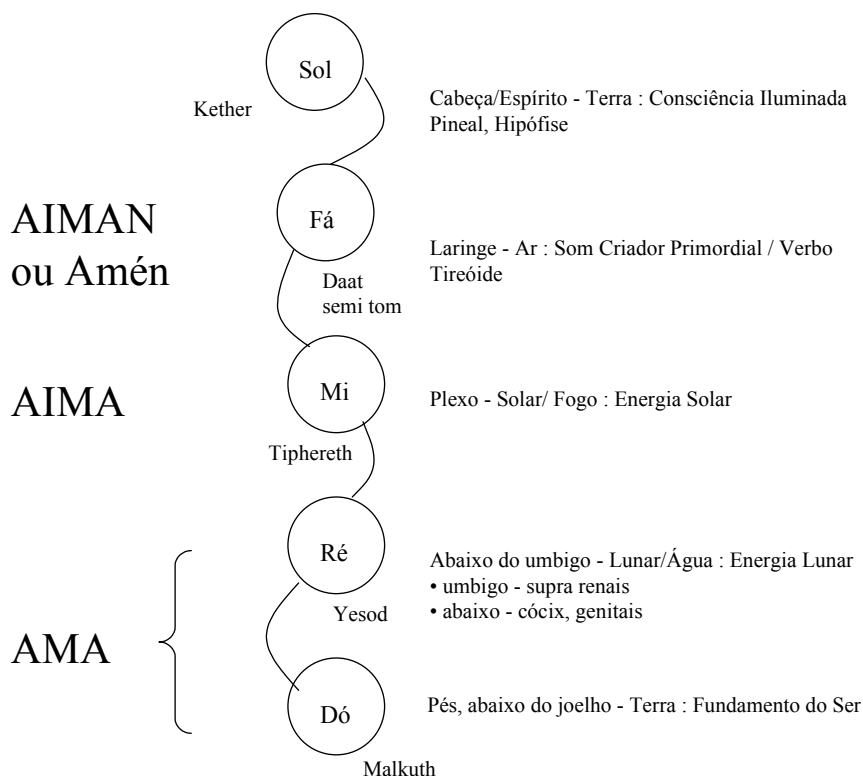 Sol
Kether
Cabeça/Espírito - Terra : Consciência Iluminada
Pineal, Hipófise
AIMAN
ou Amén
Fá
Daat
semi tom
Laringe - Ar : Som Criador Primordial / Verbo
Tireóide
AIMA
Mi
Tiphereth
Plexo - Solar/ Fogo : Energia Solar
Ré
Yesod
Abaixo do umbigo - Lunar/Água : Energia Lunar
• umbigo - supra renais
• abaixo - cócix, genitais
AMA
Dó
Malkuth
Pés, abaixo do joelho - Terra : Fundamento do Ser